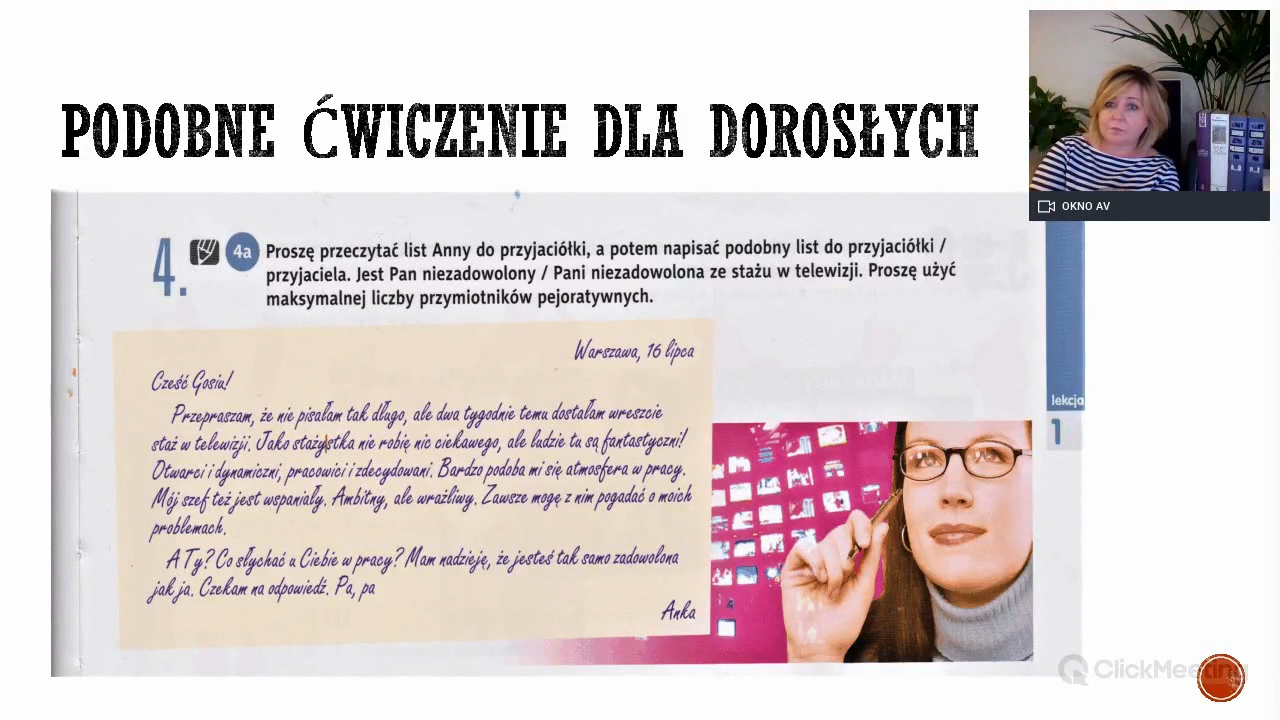 PODOBNE ĆWICZENIE DLA DOROSŁYCH
OKNO AV
4. 4a Proszę przeczytać list Anny do przyjaciółki, a potem napisać podobny list do przyjaciółki /
przyjaciela. Jest Pan niezadowolony / Pani niezadowolona ze stażu w telewizji. Proszę użyć
maksymalnej liczby przymiotników pejoratywnych.
Warszawa, 16 lipca
Cześć Gosiu!
Przepraszam, że nie pisałam tak długo, ale dwa tygodnie temu dostałam wreszcie
staż w telewizji. Jako stażystka nie robię nic ciekawego, ale ludzie tu są fantastyczni!
Otwarci i dynamiczni, pracowici i zdecydowani. Bardzo podoba mi się atmosfera w pracy.
Mój szef też jest wspaniały. Ambitny, ale wrażliwy. Zawsze mogę z nim pogadać o moich
problemach.
A Ty? Co słychać u Ciebie w pracy? Mam nadzieję, że jesteś tak samo zadowolona
jak ja. Czekam na odpowiedź. Pa, pa
Anka
lekcja
1
ClickMeeting